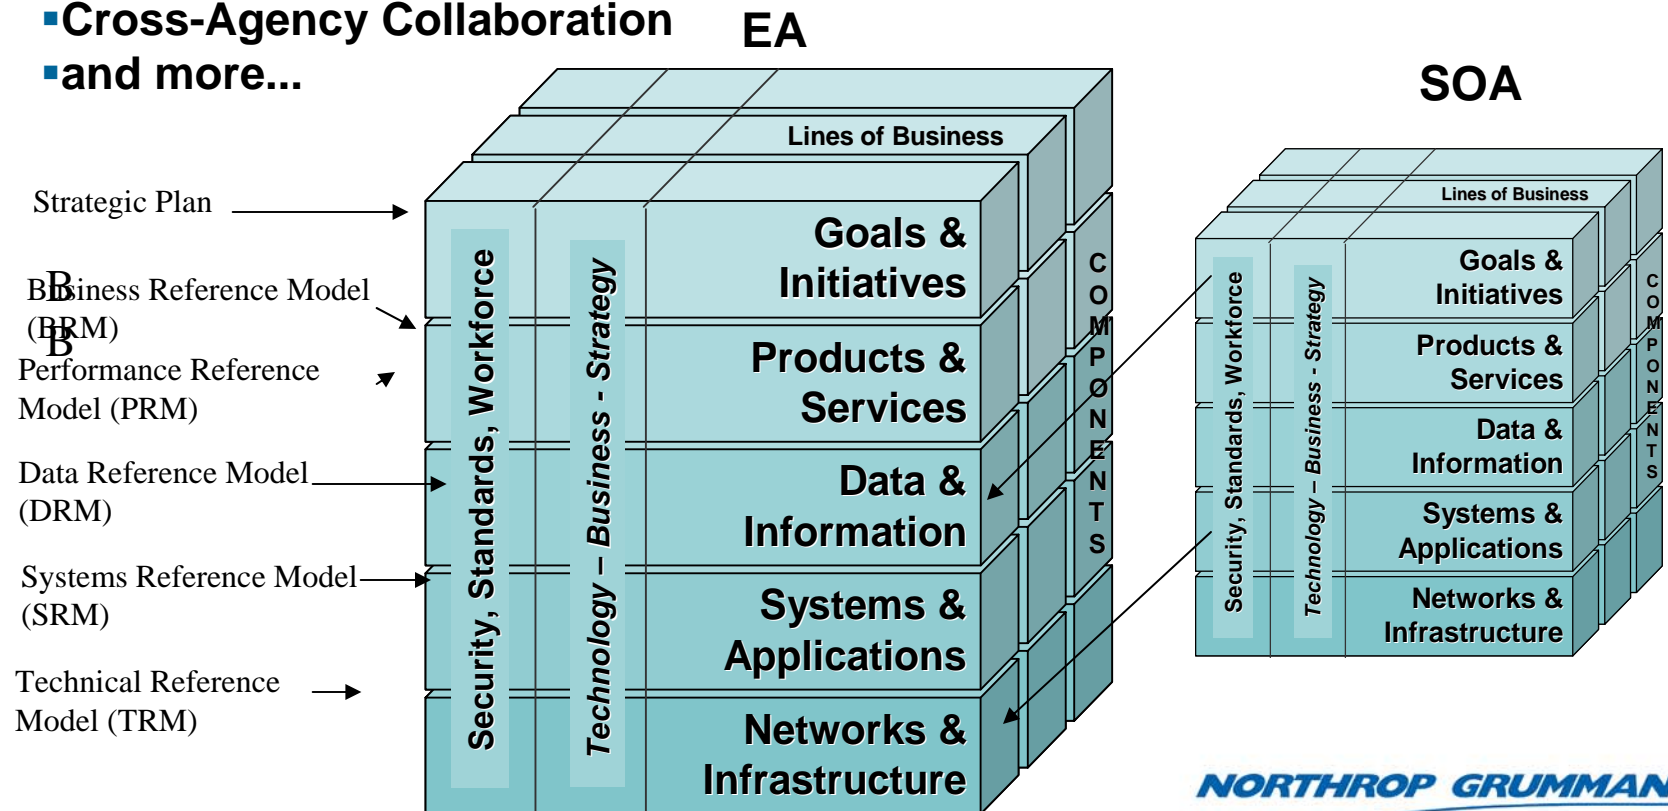 ▪Cross-Agency Collaboration
▪and more...
EA
SOA
Lines of Business
Strategic Plan
B
Business Reference Model
(BRM)
B
Performance Reference
Model (PRM)
Data Reference Model
(DRM)
Systems Reference Model
(SRM)
Technical Reference
Model (TRM)
Security, Standards, Workforce
Technology – Business - Strategy
Goals &
Initiatives
Products &
Services
Data &
Information
Systems &
Applications
Networks &
Infrastructure
COMPONENTS
Lines of Business
Security, Standards, Workforce
Technology – Business - Strategy
Goals &
Initiatives
Products &
Services
Data &
Information
Systems &
Applications
Networks &
Infrastructure
COMPONENTS
NORTHROP GRUMMAN